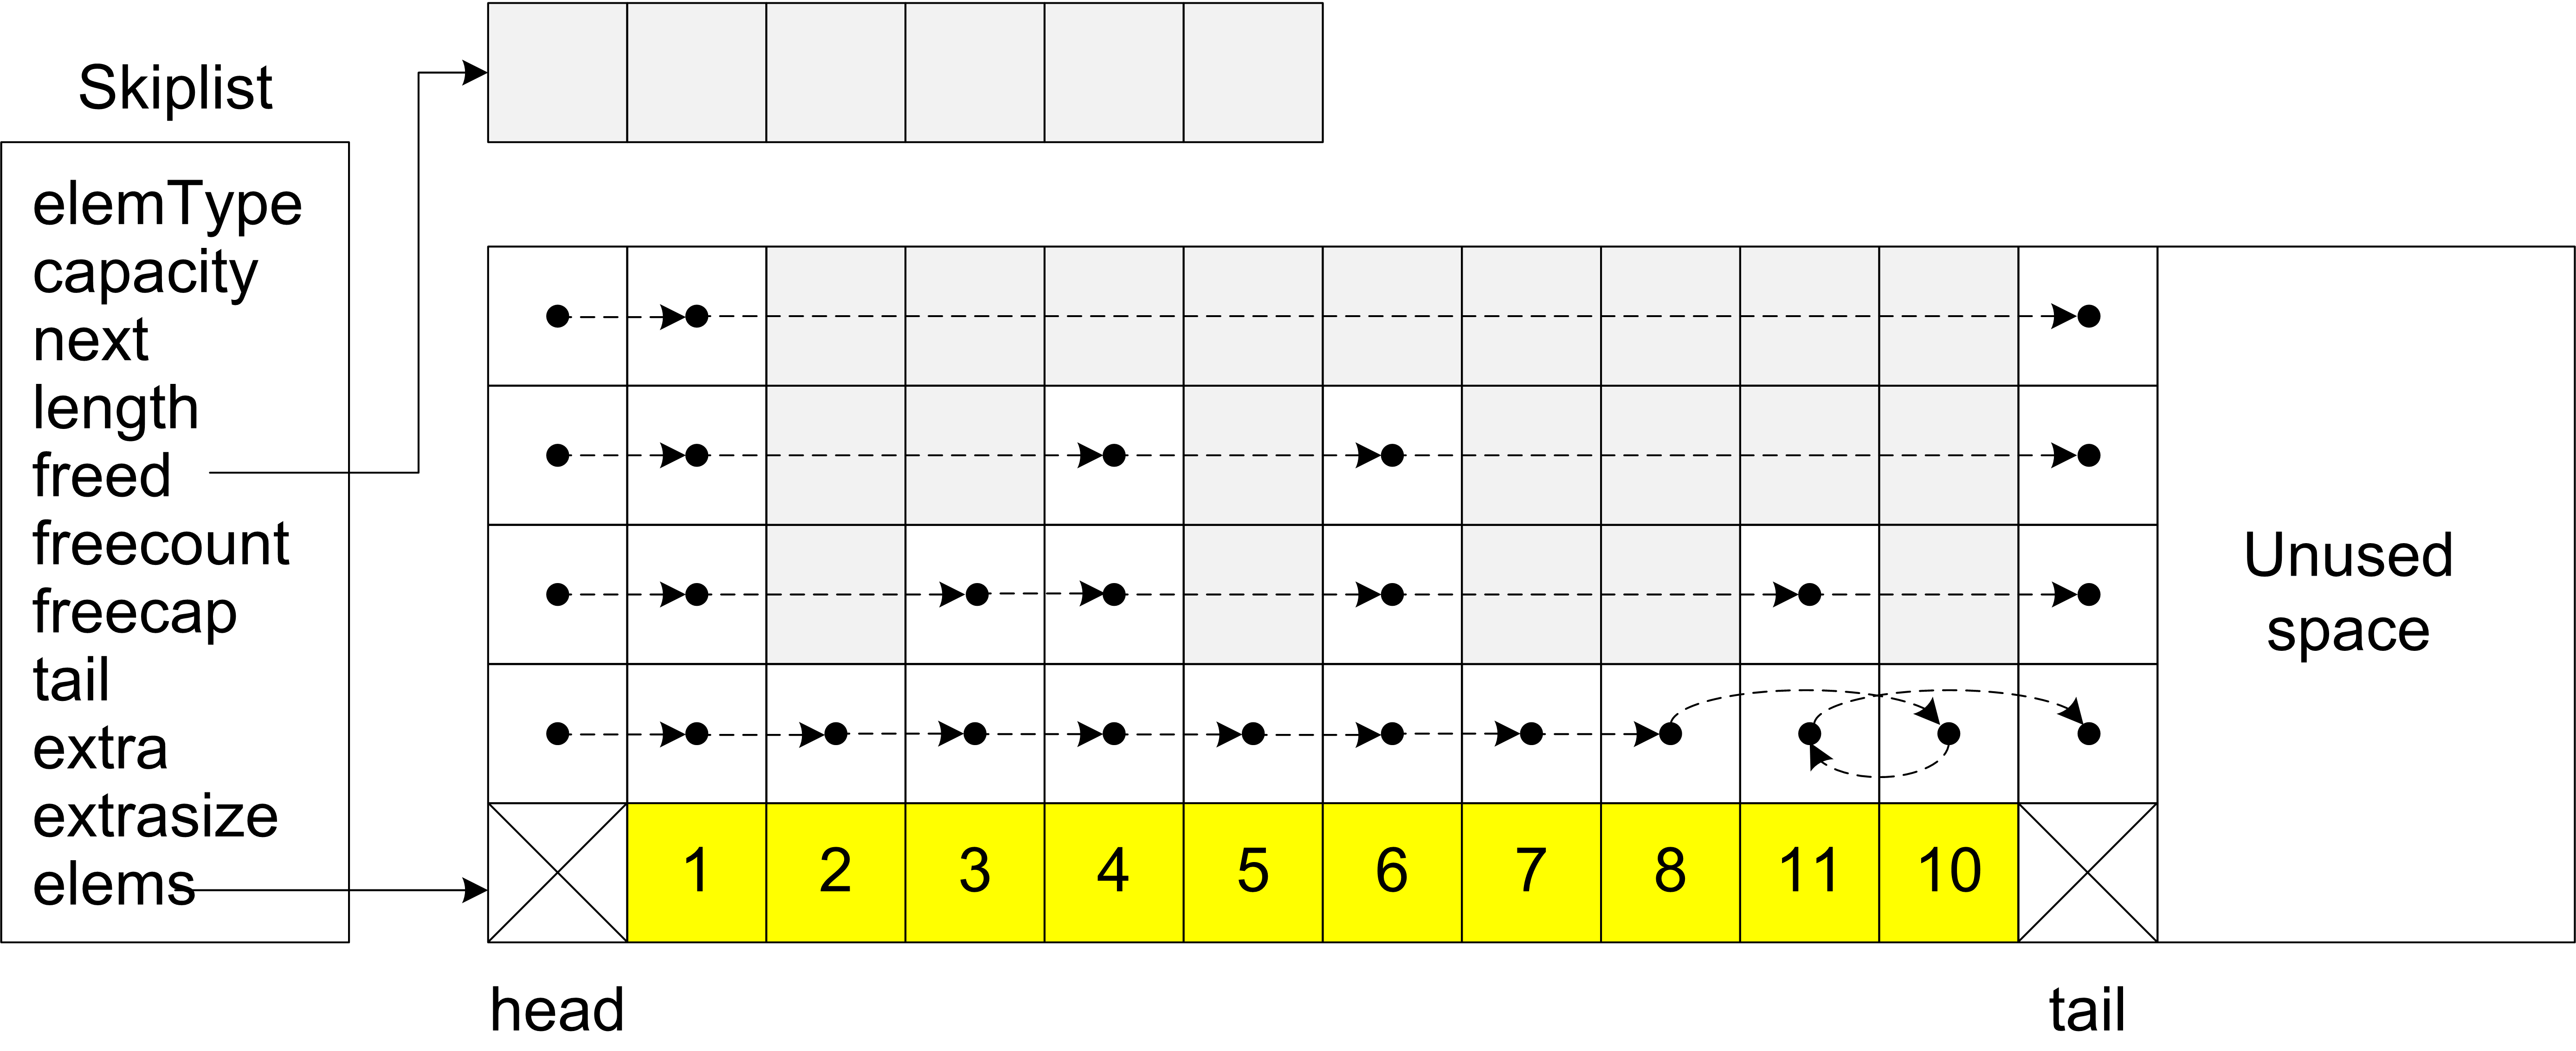 Skiplist
elemType
capacity
next
length
freed
freecount
freecap
tail
extra
extrasize
elems
Unused
space
1 2 3 4 5 6 7 8 11 10
head tail